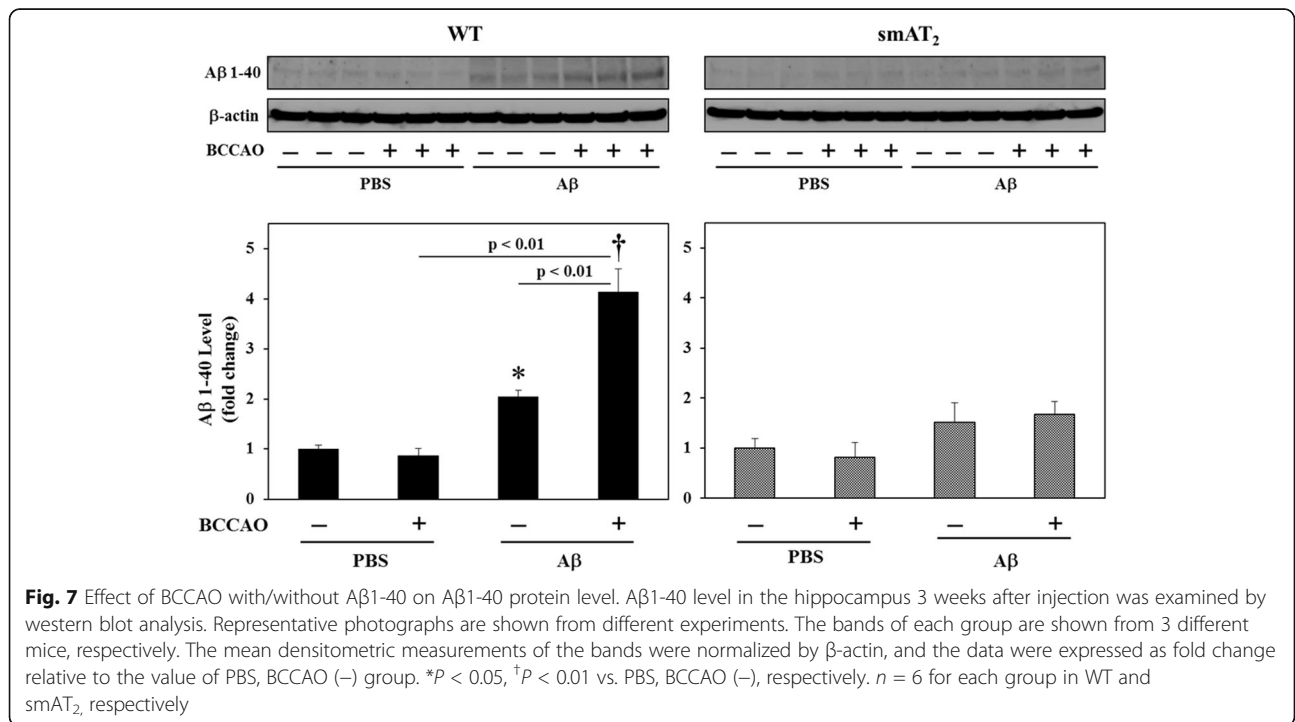 WT
smAT₂
Aβ 1-40
β-actin
BCCAO − − − + + + − − − + + + − − − + + + − − − + + +
PBS Aβ PBS Aβ
Aβ 1-40 Level
(fold change)
5
4
3
2
1
0
p < 0.01
†
p < 0.01
*
5
4
3
2
1
0
BCCAO − + − + − + − +
PBS Aβ PBS Aβ
Fig. 7 Effect of BCCAO with/without Aβ1-40 on Aβ1-40 protein level. Aβ1-40 level in the hippocampus 3 weeks after injection was examined by
western blot analysis. Representative photographs are shown from different experiments. The bands of each group are shown from 3 different
mice, respectively. The mean densitometric measurements of the bands were normalized by β-actin, and the data were expressed as fold change
relative to the value of PBS, BCCAO (−) group. *P < 0.05, †P < 0.01 vs. PBS, BCCAO (−), respectively. n = 6 for each group in WT and
smAT₂, respectively